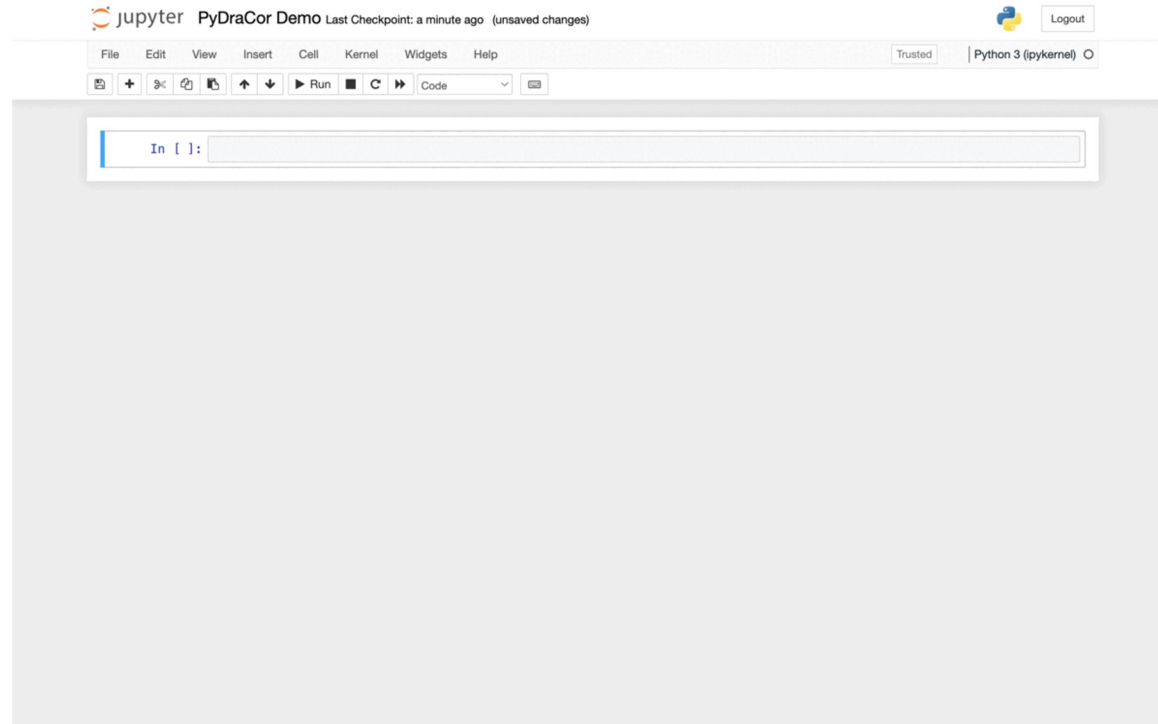 jupyter PyDraCor Demo Last Checkpoint: a minute ago (unsaved changes) Logout
File Edit View Insert Cell Kernel Widgets Help Trusted Python 3 (ipykernel)
Run Code
In [ ]: